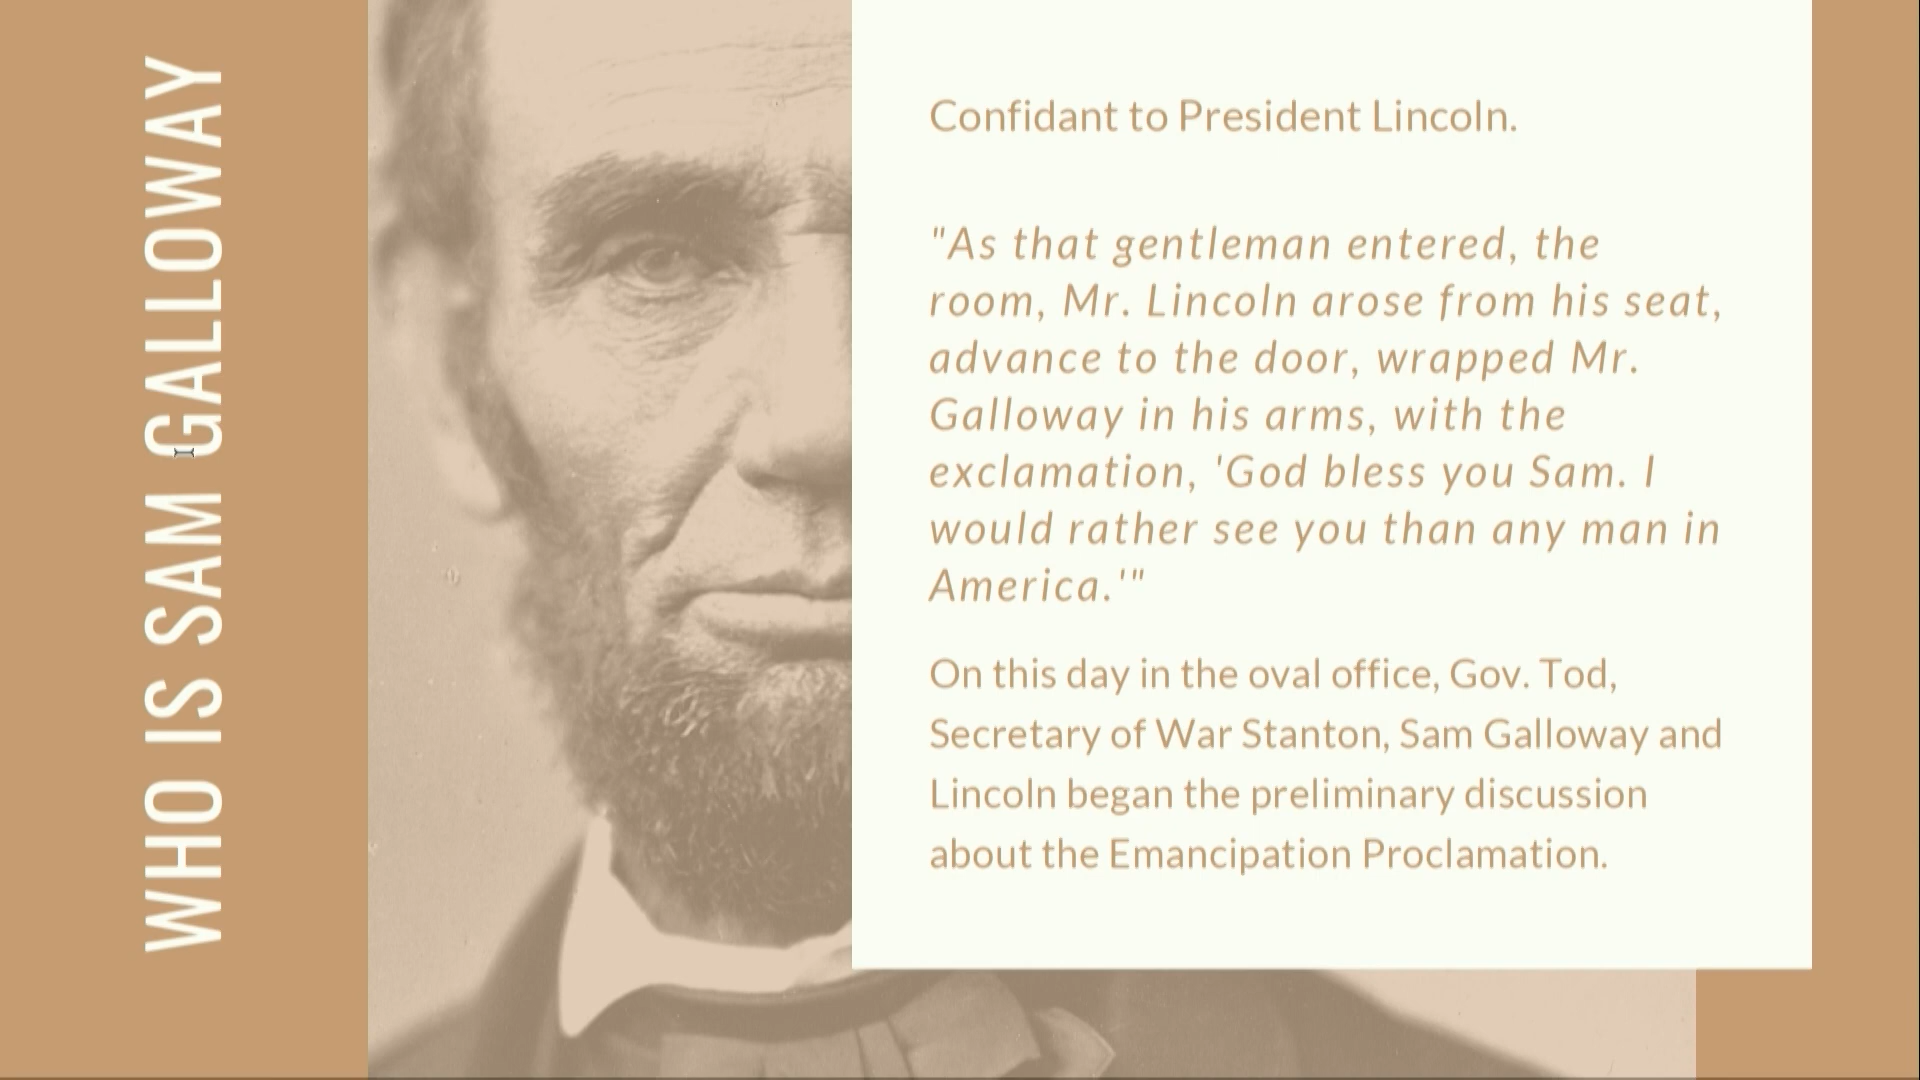 WHO IS SAM GALLOWAY
Confidant to President Lincoln.
"As that gentleman entered, the
room, Mr. Lincoln arose from his seat,
advance to the door, wrapped Mr.
Galloway in his arms, with the
exclamation, 'God bless you Sam. I
would rather see you than any man in
America.'"
On this day in the oval office, Gov. Tod,
Secretary of War Stanton, Sam Galloway and
Lincoln began the preliminary discussion
about the Emancipation Proclamation.